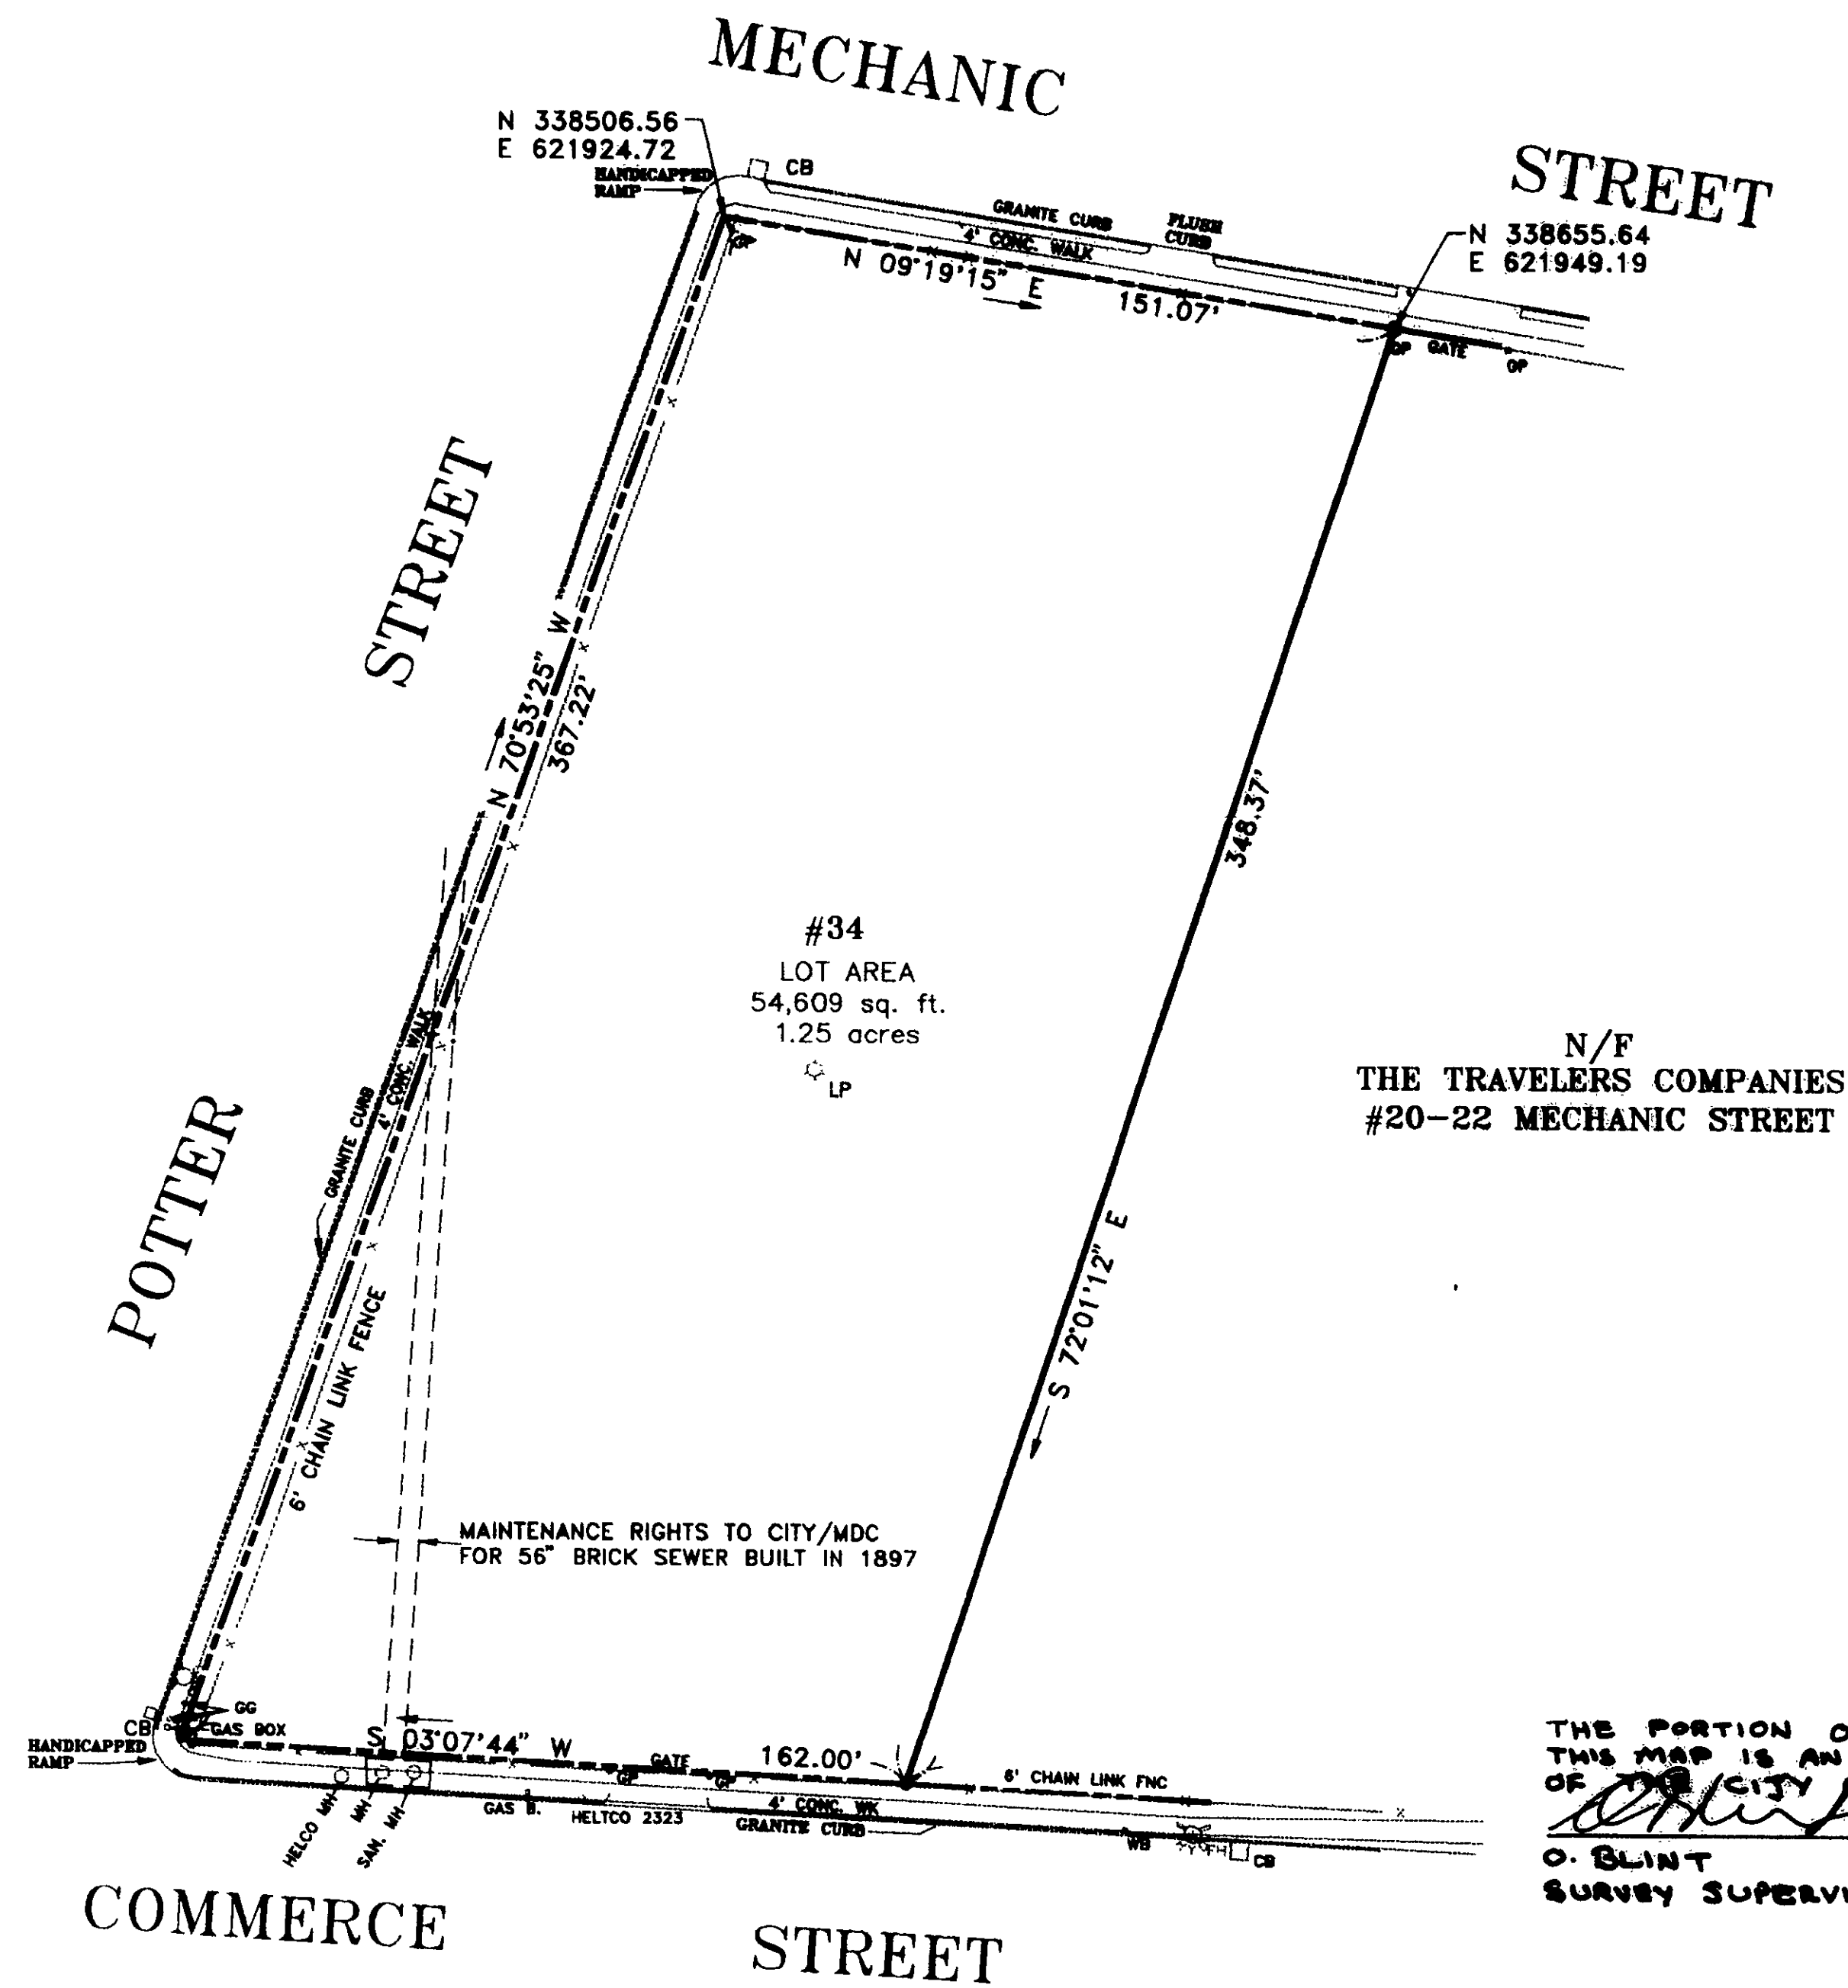 MECHANIC
STREET
N 338506.56
E 621924.72
HANDICAPPED
RAMP
CB
GRANITE CURB
FLUSH
CURB
4' CONC. WALK
N 338655.64
E 621949.19
GP
N 09°19'15" E
151.07'
GP GATE
GP
STREET
N 70°53'25" W
367.22'
348.37'
#34
LOT AREA
54,609 sq. ft.
1.25 acres
LP
N/F
THE TRAVELERS COMPANIES
#20-22 MECHANIC STREET
POTTER
GRANITE CURB
4' CONC. WALK
S 72°01'12" E
6' CHAIN LINK FENCE
MAINTENANCE RIGHTS TO CITY/MDC
FOR 56" BRICK SEWER BUILT IN 1897
GG
CB
GAS BOX
HANDICAPPED
RAMP
S 03°07'44" W
GATE
162.00'
GP
GP
6' CHAIN LINK FNC
HELCO MH
MH
SAN. MH
GAS B.
HELTCO 2323
4' CONC. WK
GRANITE CURB
WB
FH
CB
COMMERCE
STREET
THE PORTION O
THIS MAP IS AN
OF THE CITY
O. BLINT
SURVEY SUPERVI